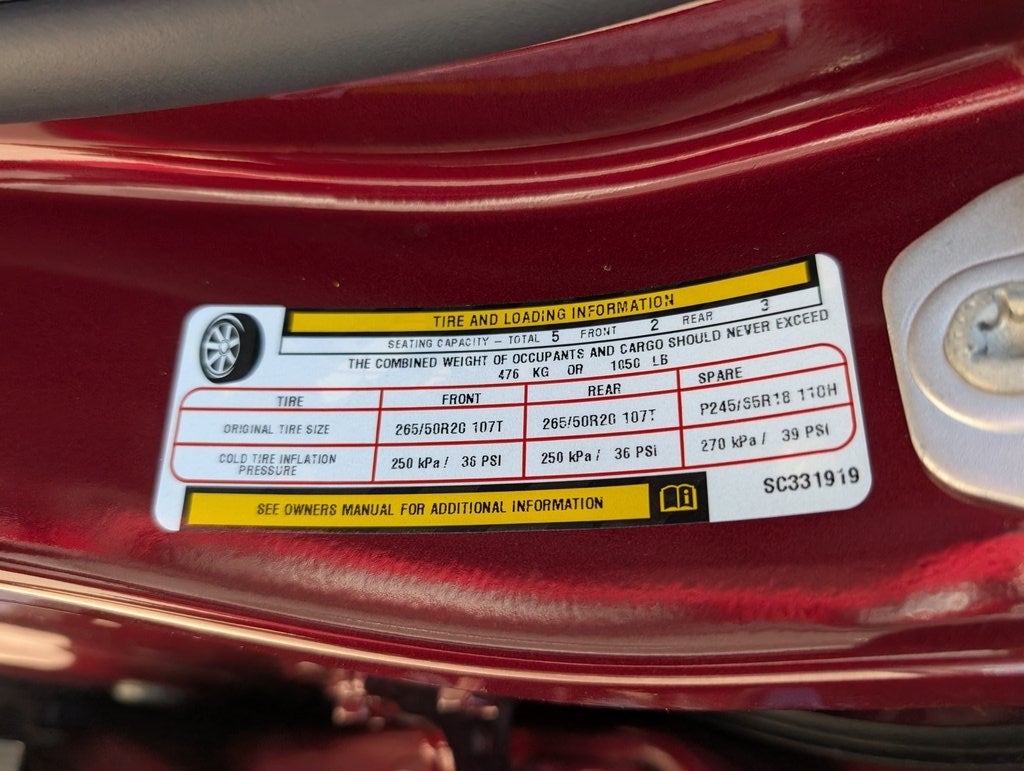 TIRE AND LOADING INFORMATION
SEATING CAPACITY – TOTAL 5 FRONT 2 REAR 3
THE COMBINED WEIGHT OF OCCUPANTS AND CARGO SHOULD NEVER EXCEED
476 KG OR 1050 LB
TIRE FRONT REAR SPARE
ORIGINAL TIRE SIZE 265/50R20 107T 265/50R20 107T P245/65R18 110H
COLD TIRE INFLATION PRESSURE 250 kPa / 36 PSI 250 kPa / 36 PSI 270 kPa / 39 PSI
SEE OWNERS MANUAL FOR ADDITIONAL INFORMATION
SC331919